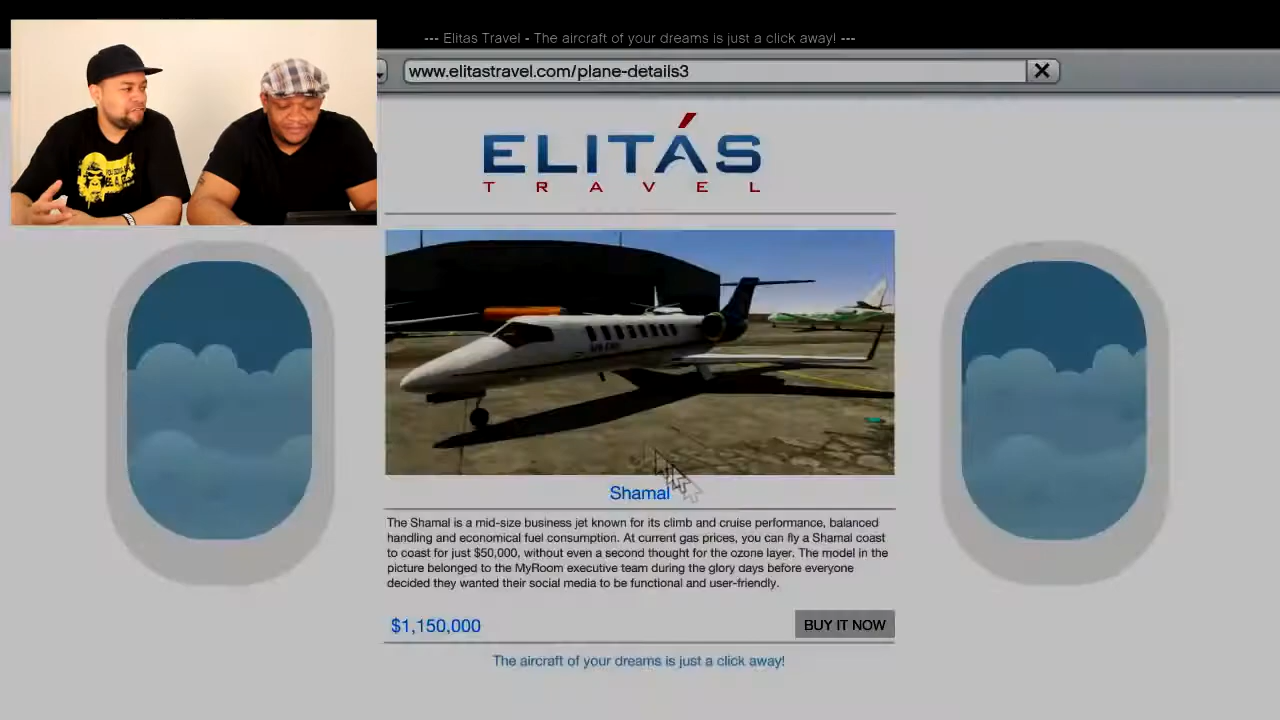 --- Elitas Travel - The aircraft of your dreams is just a click away! ---
www.elitastravel.com/plane-details3
ELITÁS
TRAVEL
Shamal
The Shamal is a mid-size business jet known for its climb and cruise performance, balanced
handling and economical fuel consumption. At current gas prices, you can fly a Shamal coast
to coast for just $50,000, without even a second thought for the ozone layer. The model in the
picture belonged to the MyRoom executive team during the glory days before everyone
decided they wanted their social media to be functional and user-friendly.
$1,150,000
BUY IT NOW
The aircraft of your dreams is just a click away!